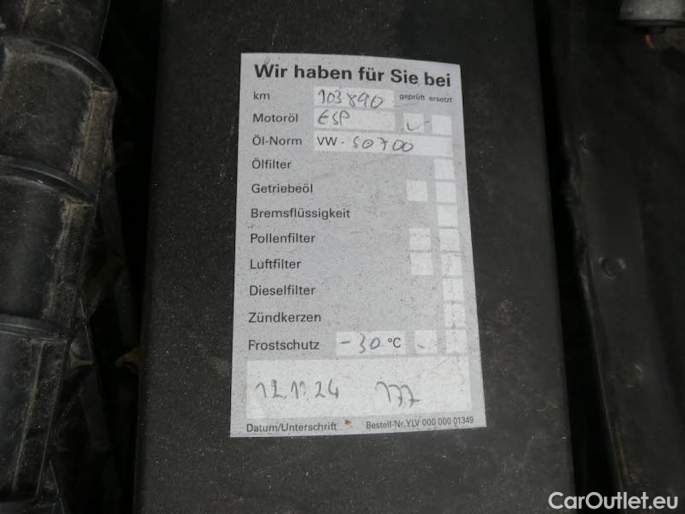 Wir haben für Sie bei
km 103890 geprüft ersetzt
Motoröl ESP
Öl-Norm VW - 50700
Ölfilter
Getriebeöl
Bremsflüssigkeit
Pollenfilter
Luftfilter
Dieselfilter
Zündkerzen
Frostschutz -30 °C
12.11.24 177
Datum/Unterschrift Bestell-Nr. YLV 000 000 01349
CarOutlet.eu